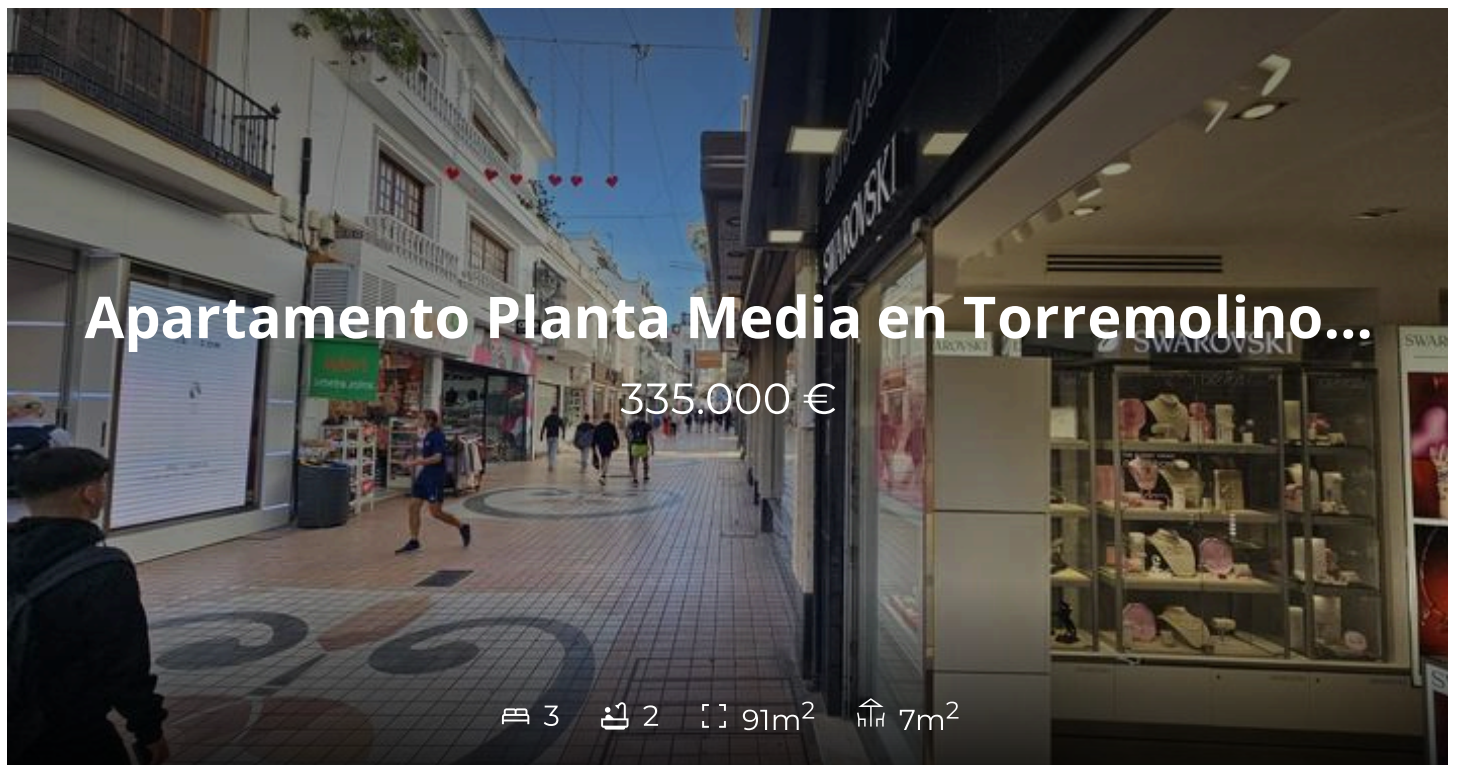 SWAROVSKI
Apartamento Planta Media en Torremolino...
SWAROVSKI
335.000 €
3 2 91m² 7m²